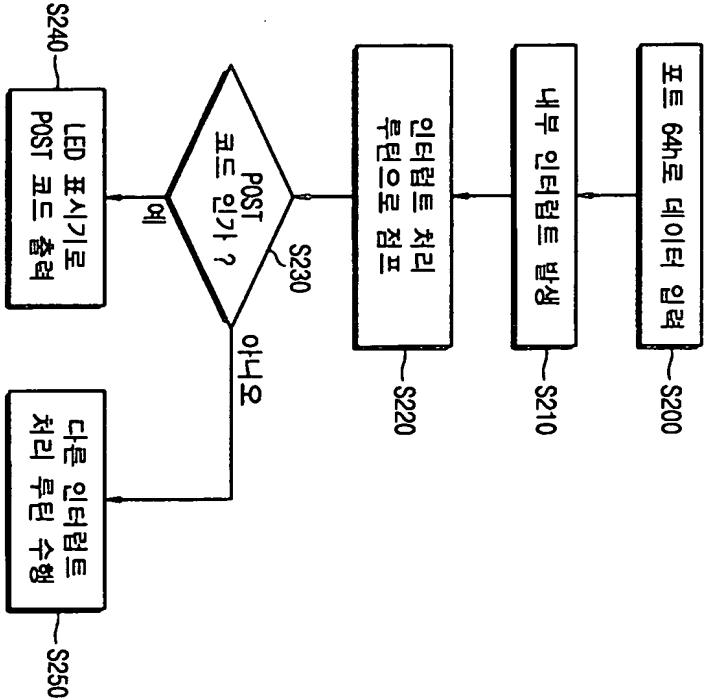 포트 64h로 데이터 입력
S200
내부 인터럽트 발생
S210
인터럽트 처리
루틴으로 점프
S220
POST
코드 인가 ?
S230
예
아니오
LED 표시기로
POST 코드 출력
S240
다른 인터럽트
처리 루틴 수행
S250